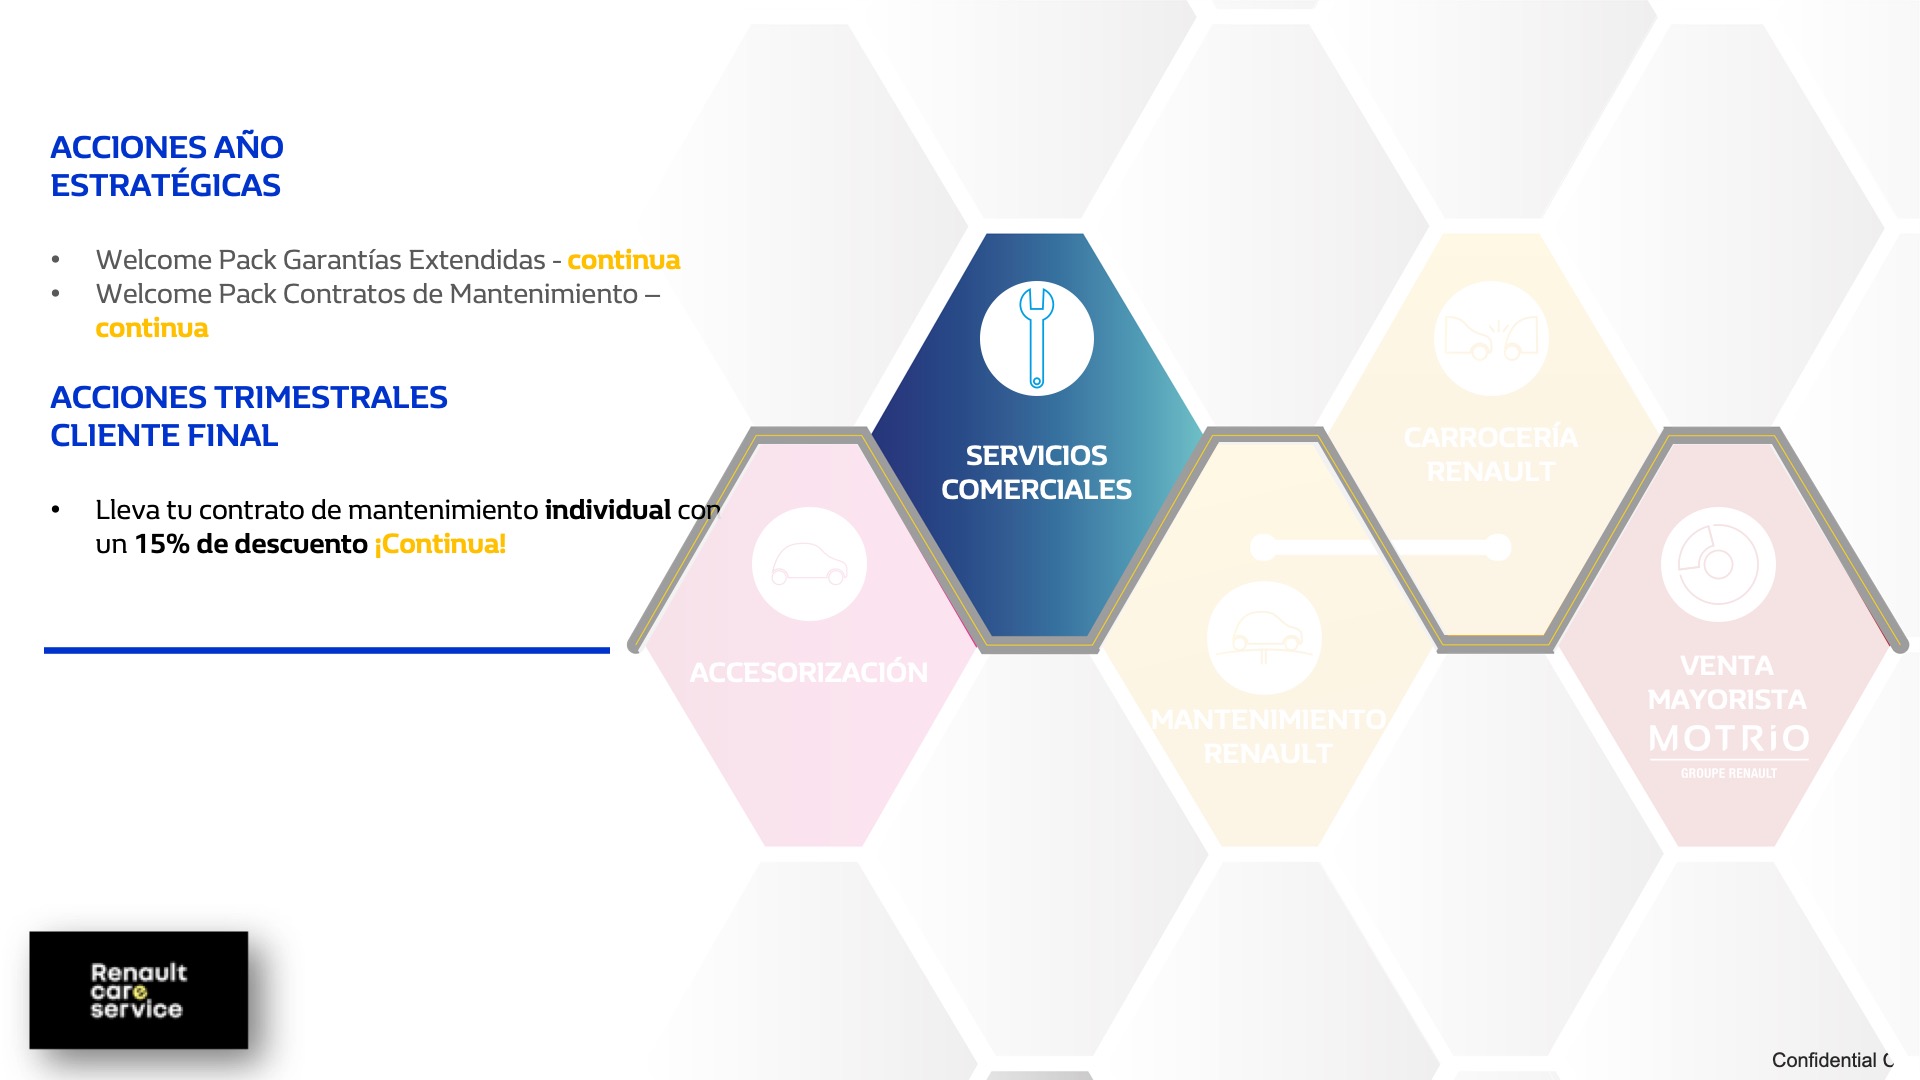 ACCIONES AÑO
ESTRATÉGICAS
• Welcome Pack Garantías Extendidas - continua
• Welcome Pack Contratos de Mantenimiento –
continua
ACCIONES TRIMESTRALES
CLIENTE FINAL
• Lleva tu contrato de mantenimiento individual con
un 15% de descuento ¡Continua!
SERVICIOS
COMERCIALES
CARROCERÍA
RENAULT
ACCESORIZACIÓN
MANTENIMIENTO
RENAULT
VENTA
MAYORISTA
MOTRiO
GROUPE RENAULT
Renault
care
service
Confidential C